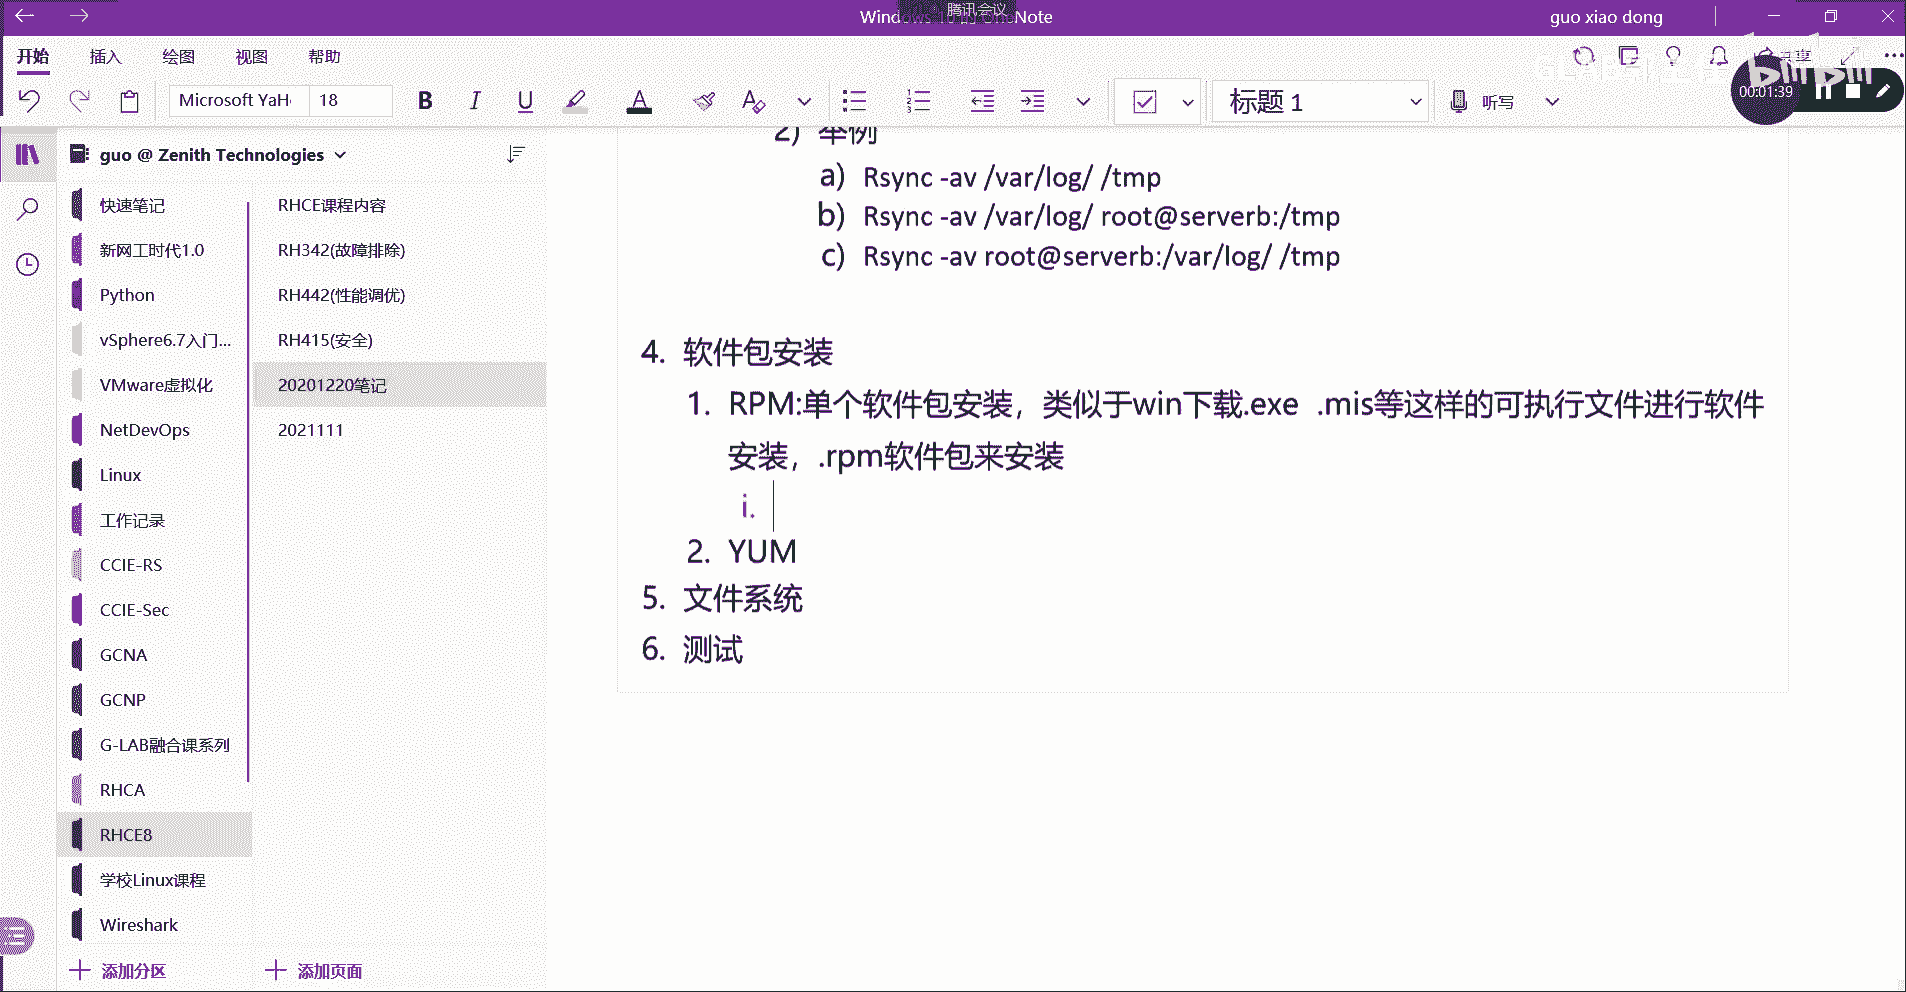 腾讯会议
guo xiao dong
开始 插入 绘图 视图 帮助
Microsoft YaH 18
标题 1
听写
00:01:39
bilibili
guo @ Zenith Technologies
快速笔记
新网工时代1.0
Python
vSphere6.7入门...
VMware虚拟化
NetDevOps
Linux
工作记录
CCIE-RS
CCIE-Sec
GCNA
GCNP
G-LAB融合课系列
RHCA
RHCE8
学校Linux课程
Wireshark
添加分区
RHCE课程内容
RH342(故障排除)
RH442(性能调优)
RH415(安全)
20201220笔记
2021111
添加页面
2) 举例
a) Rsync -av /var/log/ /tmp
b) Rsync -av /var/log/ root@serverb:/tmp
c) Rsync -av root@serverb:/var/log/ /tmp
4. 软件包安装
1. RPM:单个软件包安装，类似于win下载.exe .mis等这样的可执行文件进行软件
安装，.rpm软件包来安装
i.
2. YUM
5. 文件系统
6. 测试